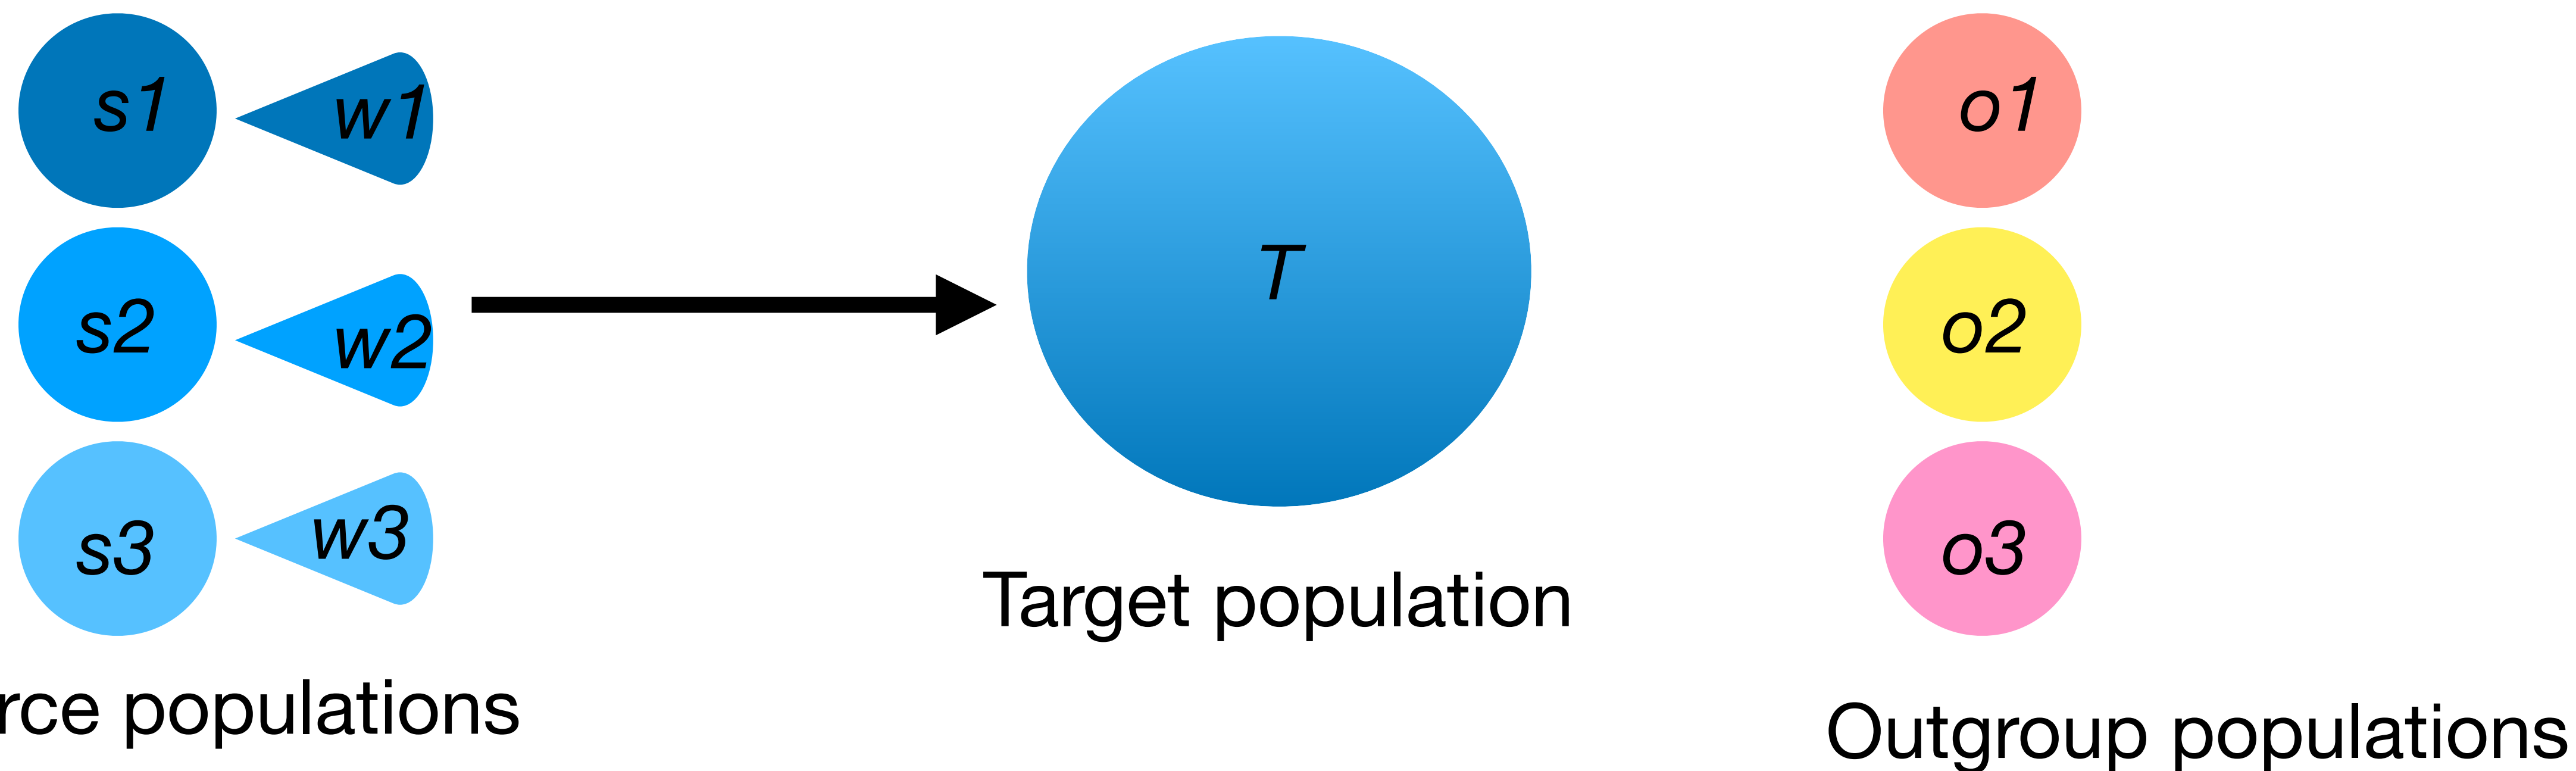 s1 w1
s2 w2
s3 w3
rce populations
T
Target population
o1
o2
o3
Outgroup populations